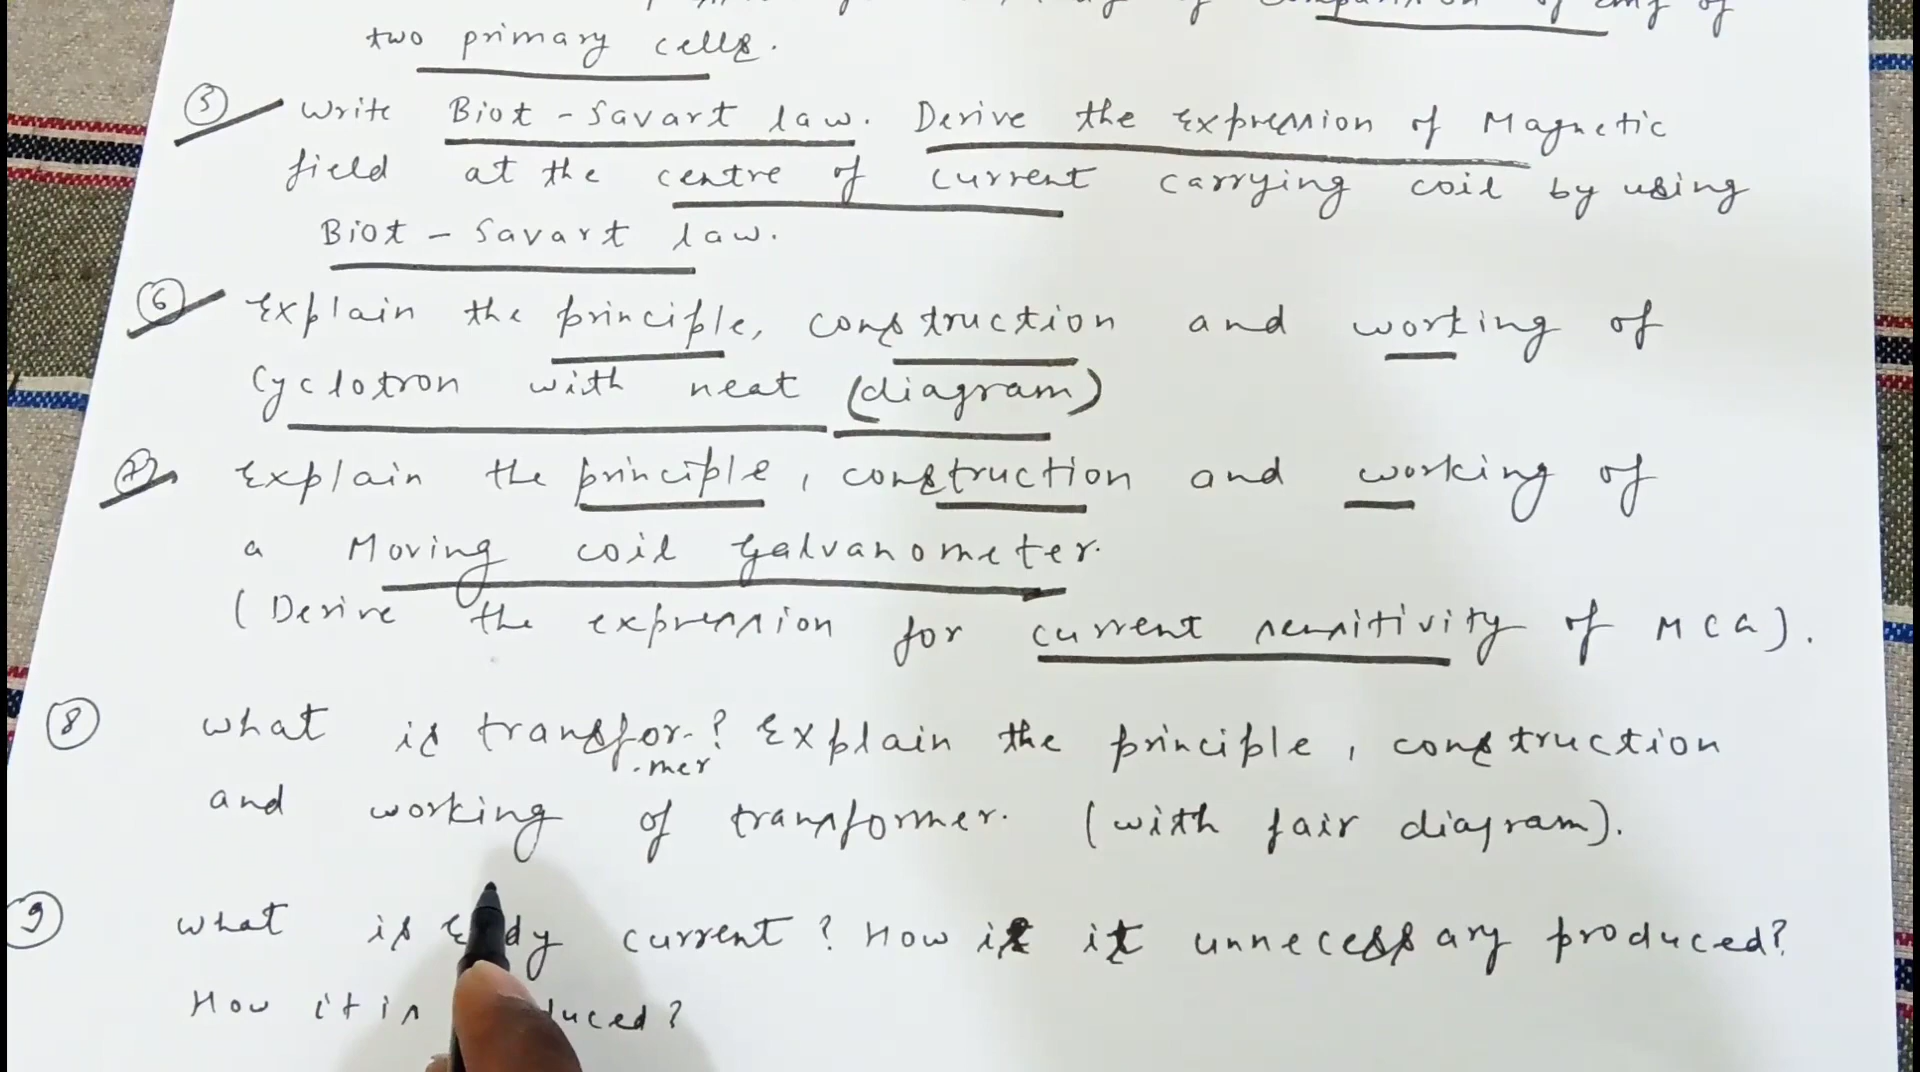 of emf of
two primary cells.
5 Write Biot - Savart law. Derive the expression of Magnetic
field at the centre of current carrying coil by using
Biot - Savart law.
6 Explain the principle, construction and working of
Cyclotron with neat (diagram)
7 Explain the principle, construction and working of
a Moving coil Galvanometer.
(Derive the expression for current sensitivity of MCG).
8 what is transfor-? Explain the principle, construction
-mer
and working of transformer. (with fair diagram).
9 what is current? How is it unnecessary produced?
How it is